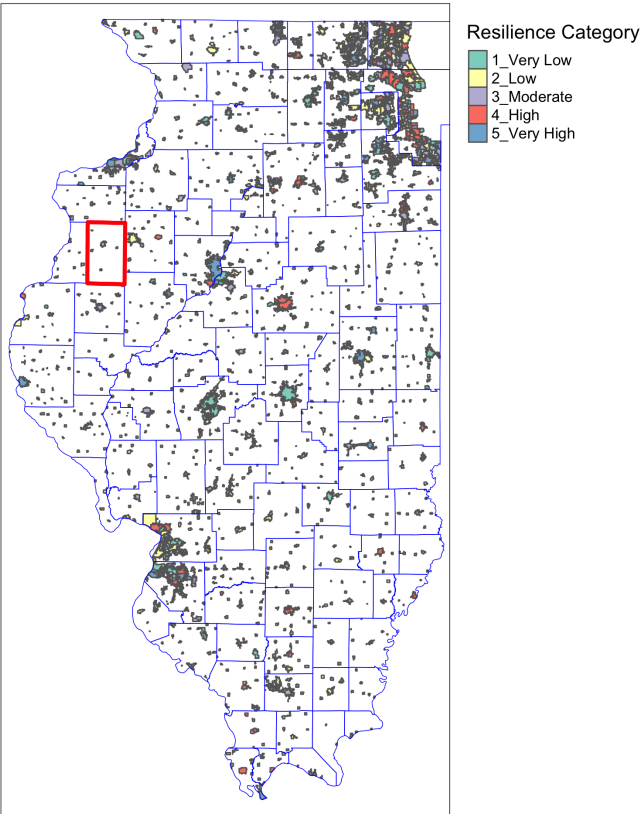 Resilience Category
1_Very Low
2_Low
3_Moderate
4_High
5_Very High